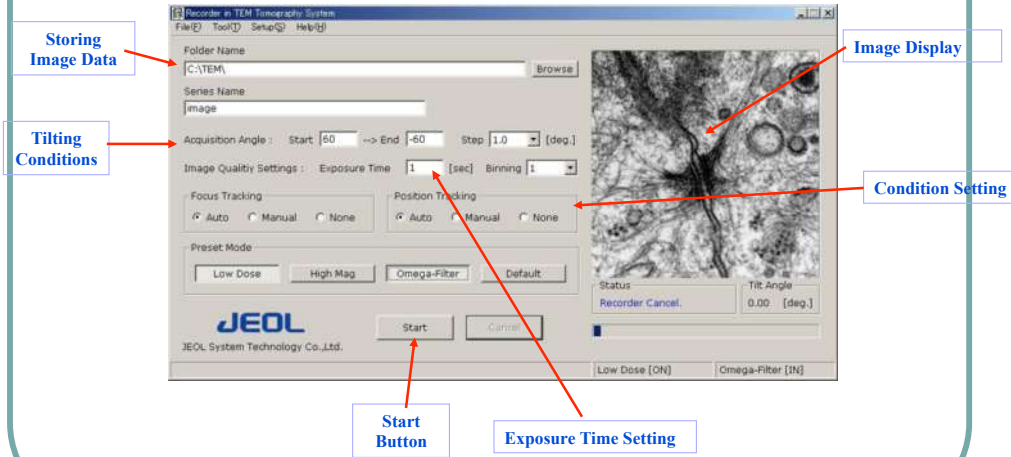 Recorder in TEM Tomography System
File(F) Tool(T) Setup(S) Help(H)
Storing
Image Data
Folder Name
C:\TEM\ Browse
Image Display
Series Name
image
Tilting
Conditions
Acquisition Angle : Start 60 --> End -60 Step 1.0 [deg.]
Image Qualitiy Settings : Exposure Time 1 [sec] Binning 1
Condition Setting
Focus Tracking Position Tracking
Auto Manual None Auto Manual None
Preset Mode
Low Dose High Mag Omega-Filter Default
Status Tilt Angle
Recorder Cancel. 0.00 [deg.]
JEOL Start Cancel
JEOL System Technology Co.,Ltd.
Low Dose [ON] Omega-Filter [IN]
Start
Button
Exposure Time Setting